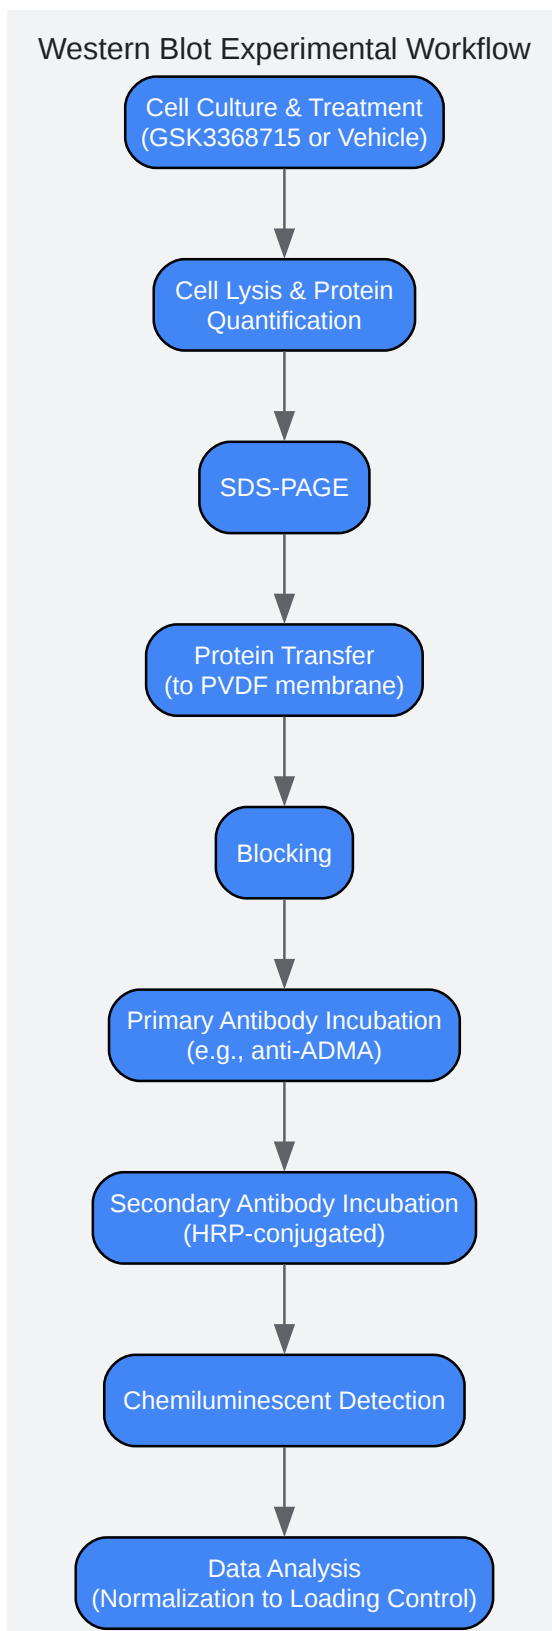 Western Blot Experimental Workflow
Cell Culture & Treatment
(GSK3368715 or Vehicle)
Cell Lysis & Protein
Quantification
SDS-PAGE
Protein Transfer
(to PVDF membrane)
Blocking
Primary Antibody Incubation
(e.g., anti-ADMA)
Secondary Antibody Incubation
(HRP-conjugated)
Chemiluminescent Detection
Data Analysis
(Normalization to Loading Control)